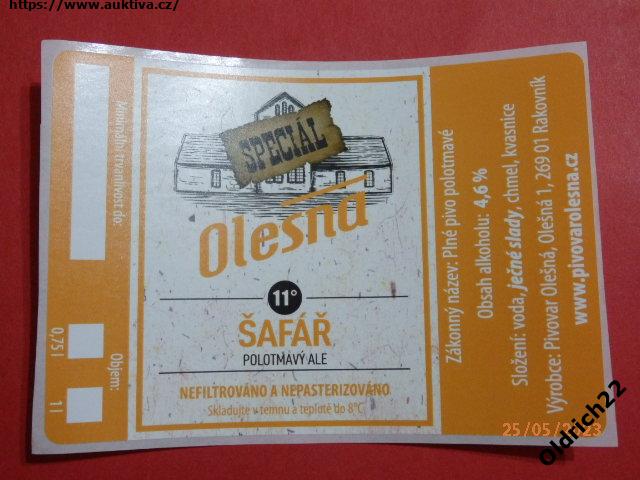 https://www.auktiva.cz/
Minimální trvanlivost do:
Objem:
0,75 l
1 l
SPECIÁL
Olešná
11°
ŠAFÁŘ
POLOTMAVÝ ALE
NEFILTROVÁNO A NEPASTERIZOVÁNO
Skladujte v temnu a teplotě do 8°C
Zákonný název: Plné pivo polotmavé
Obsah alkoholu: 4,6 %
Složení: voda, ječné slady, chmel, kvasnice
Výrobce: Pivovar Olešná, Olešná 1, 269 01 Rakovník
www.pivovarolesna.cz
25/05/2023
Oldrich22